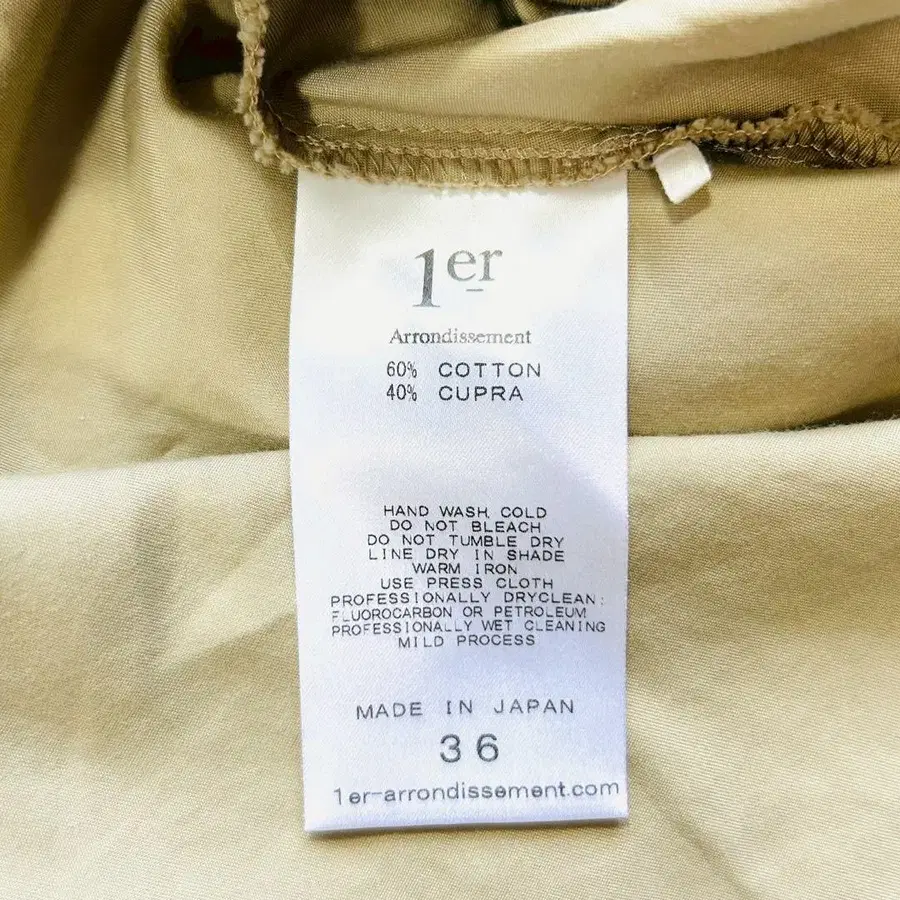 1er
Arrondissement
60% COTTON
40% CUPRA
HAND WASH COLD
DO NOT BLEACH
DO NOT TUMBLE DRY
LINE DRY IN SHADE
WARM IRON
USE PRESS CLOTH
PROFESSIONALLY DRYCLEAN:
FLUOROCARBON OR PETROLEUM
PROFESSIONALLY WET CLEANING
MILD PROCESS
MADE IN JAPAN
36
1er-arrondissement.com